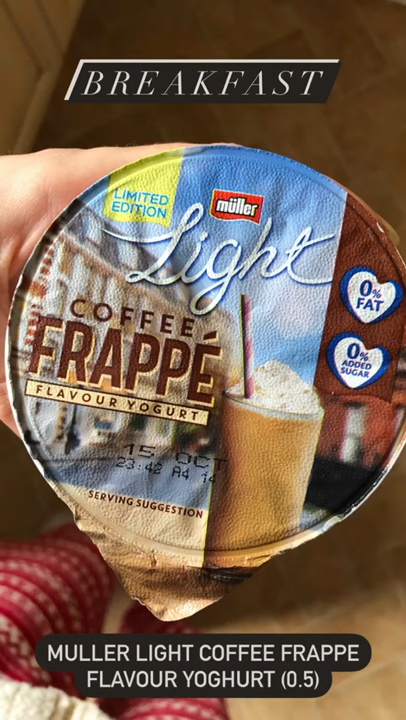 BREAKFAST
LIMITED
EDITION
müller
Light
COFFEE
FRAPPÉ
FLAVOUR YOGURT
0%
FAT
0%
ADDED
SUGAR
15 OCT
23:42 A4 14
SERVING SUGGESTION
MULLER LIGHT COFFEE FRAPPE
FLAVOUR YOGHURT (0.5)